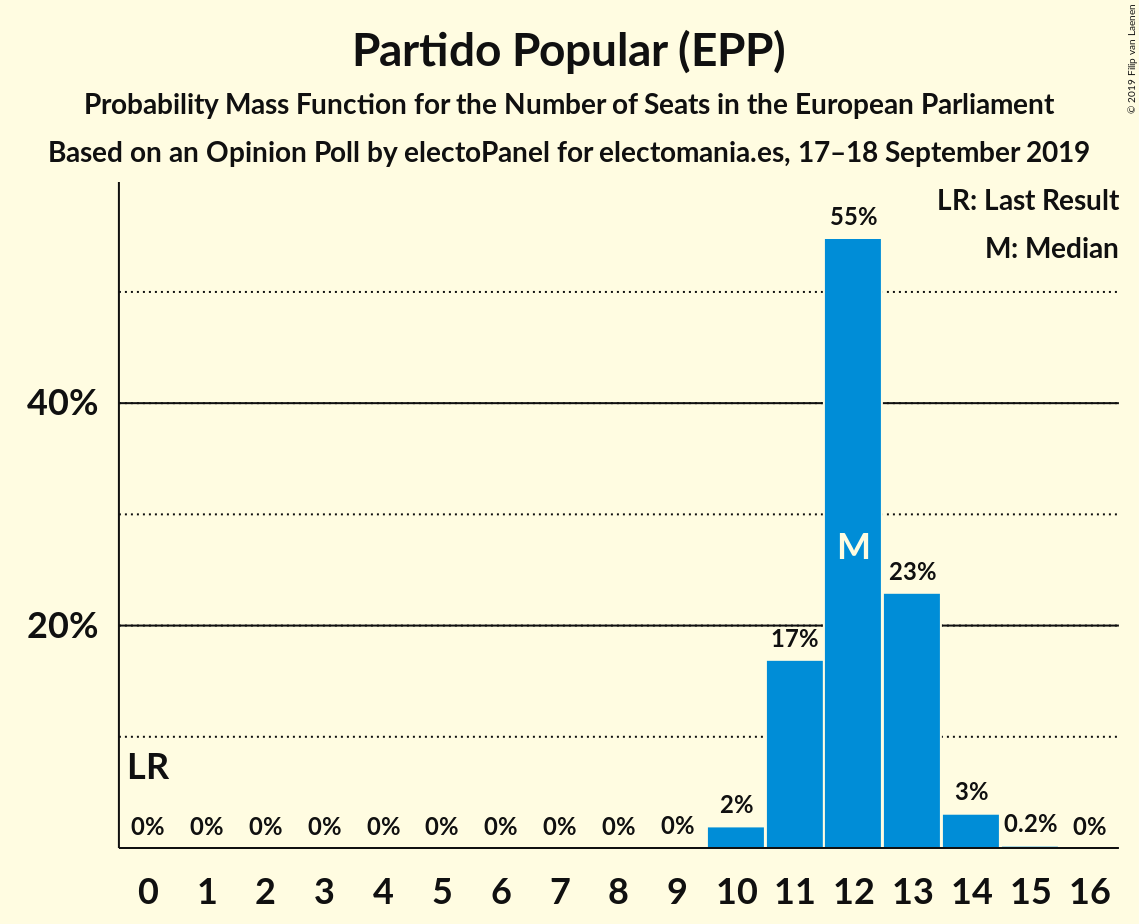 Partido Popular (EPP)
Probability Mass Function for the Number of Seats in the European Parliament
Based on an Opinion Poll by electoPanel for electomania.es, 17–18 September 2019
© 2019 Filip van Laenen
LR: Last Result
M: Median
55%
40%
M
23%
20%
17%
LR
0% 0% 0% 0% 0% 0% 0% 0% 0% 0% 2% 3% 0.2% 0%
0 1 2 3 4 5 6 7 8 9 10 11 12 13 14 15 16